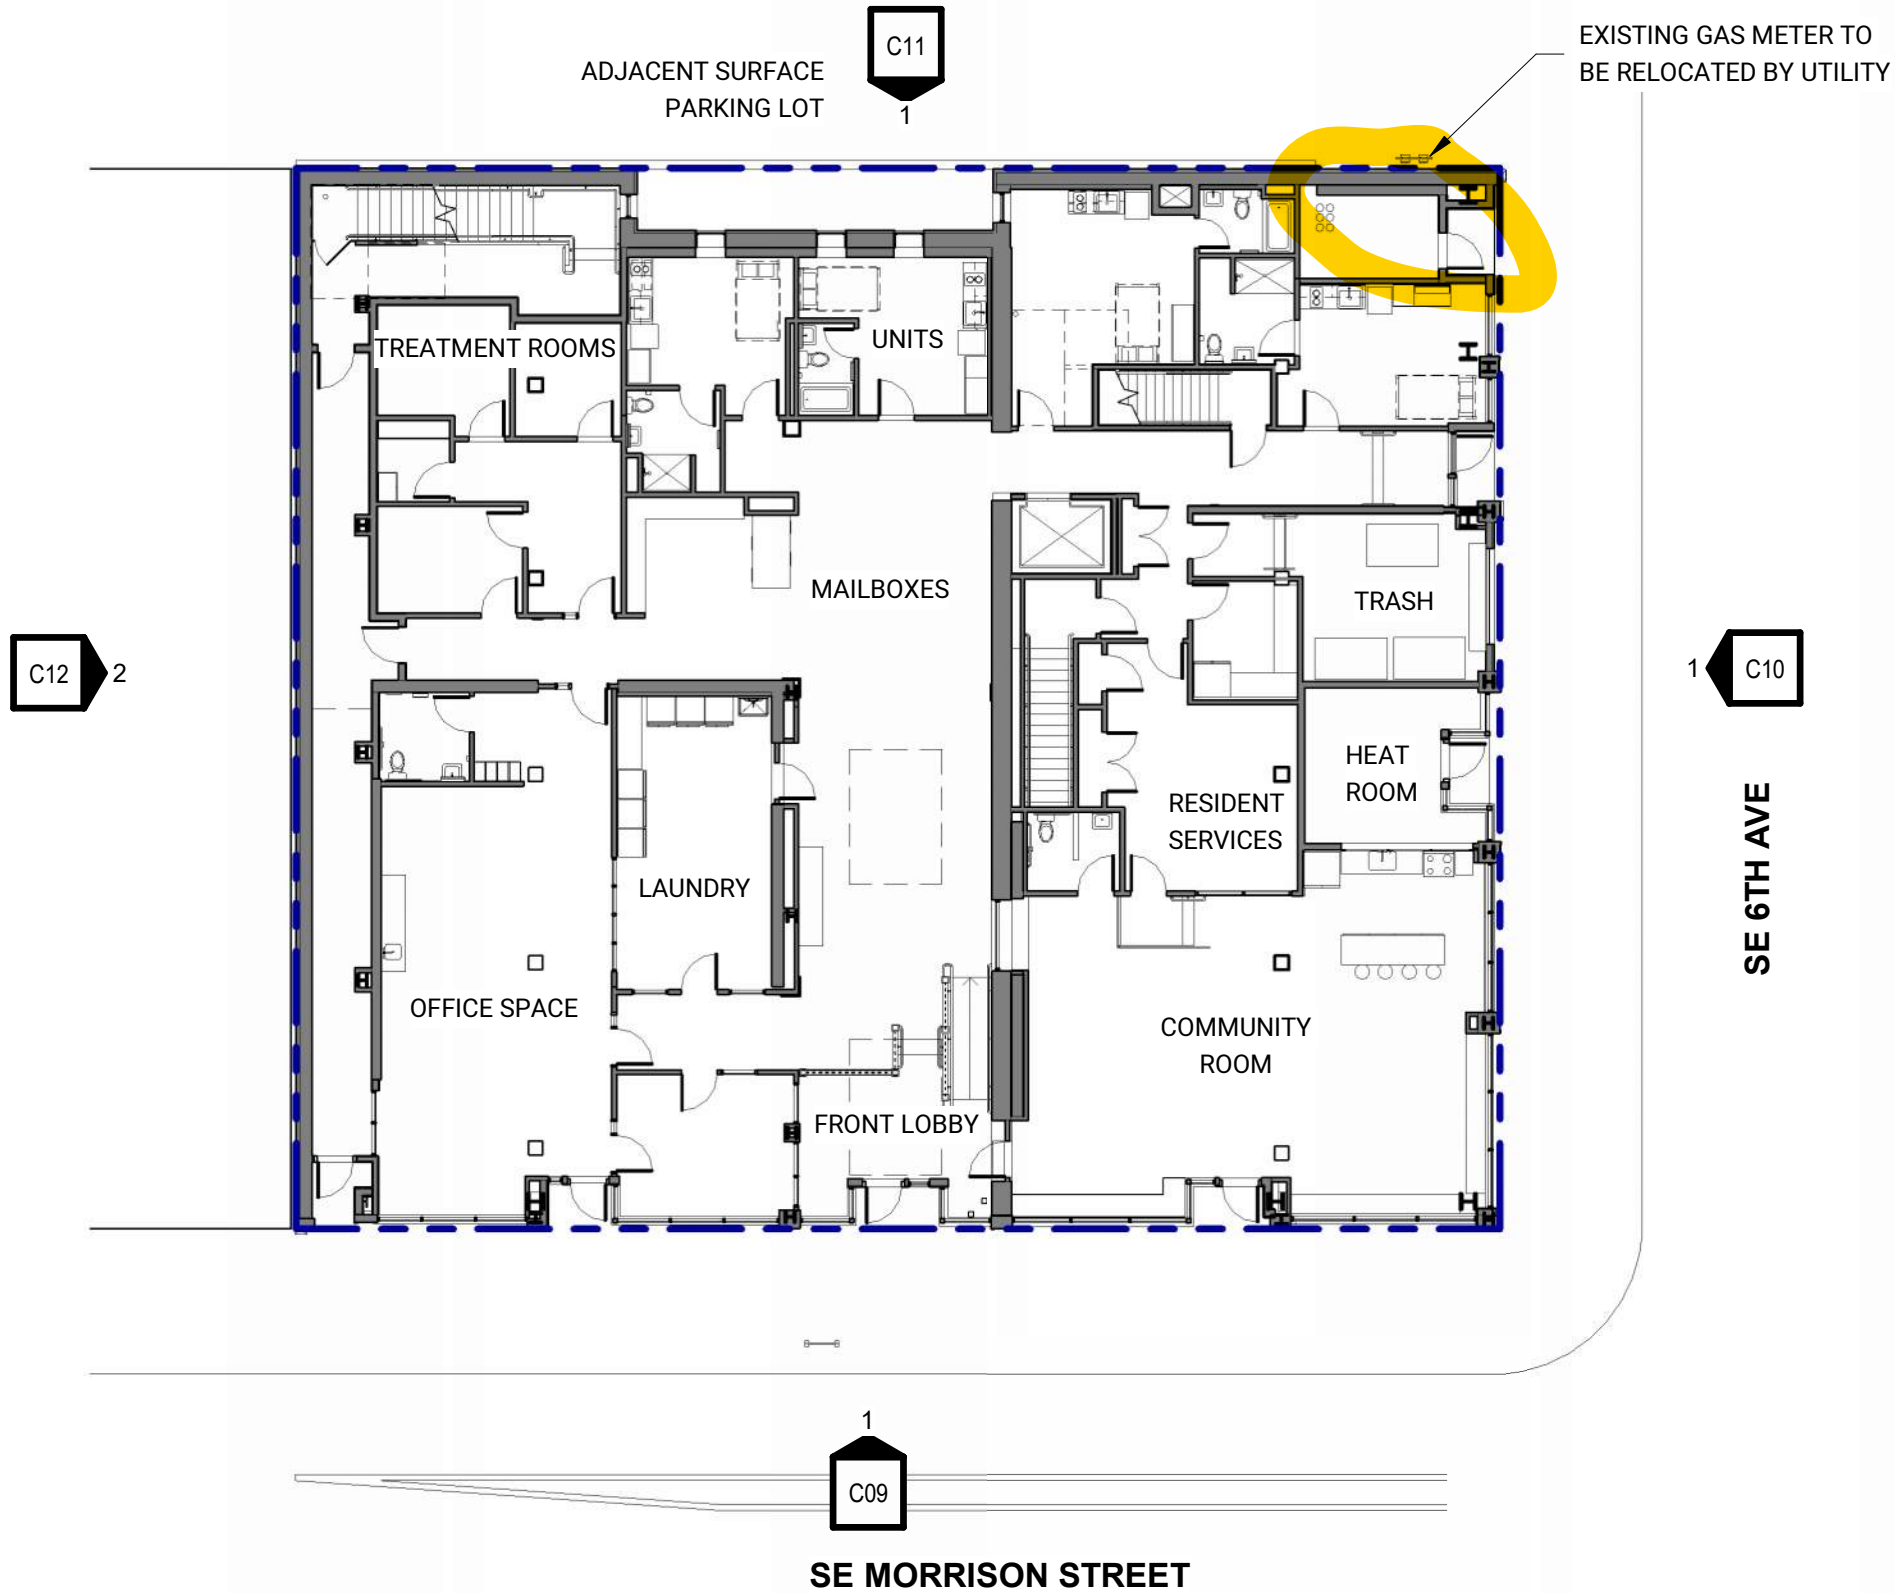 C11
1
ADJACENT SURFACE
PARKING LOT
EXISTING GAS METER TO
BE RELOCATED BY UTILITY
TREATMENT ROOMS
UNITS
MAILBOXES
TRASH
C12
2
1
C10
HEAT
ROOM
RESIDENT
SERVICES
LAUNDRY
SE 6TH AVE
OFFICE SPACE
COMMUNITY
ROOM
FRONT LOBBY
1
C09
SE MORRISON STREET